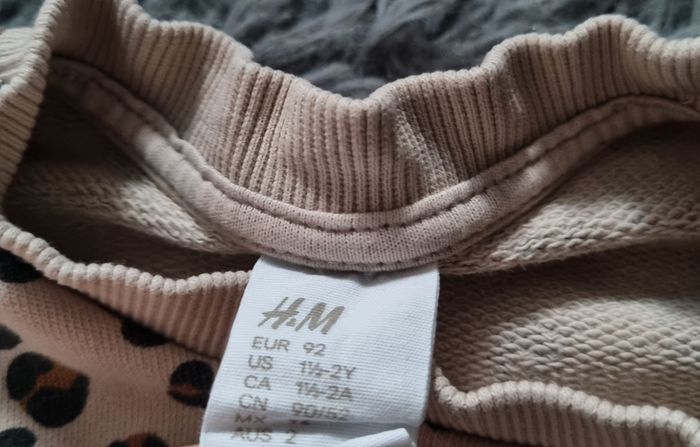 H&M
EUR 92
US 1½-2Y
CA 1½-2A
CN 90/52
MX
AUS 2